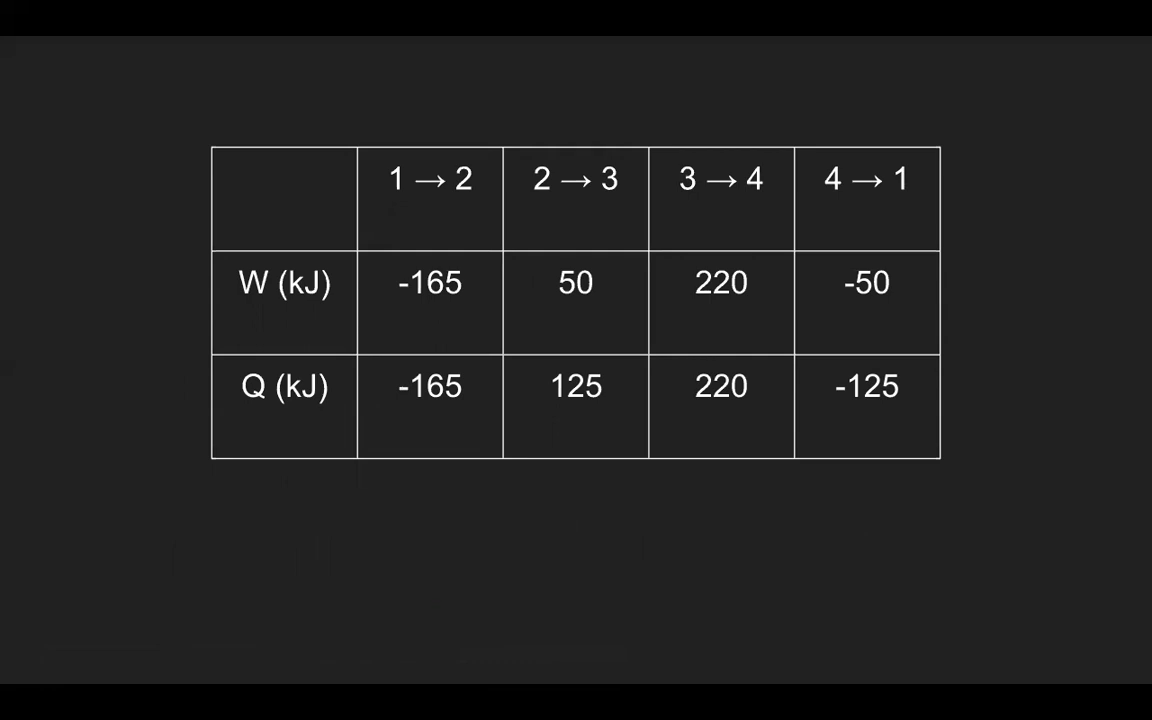 1 → 2 2 → 3 3 → 4 4 → 1
W (kJ) -165 50 220 -50
Q (kJ) -165 125 220 -125